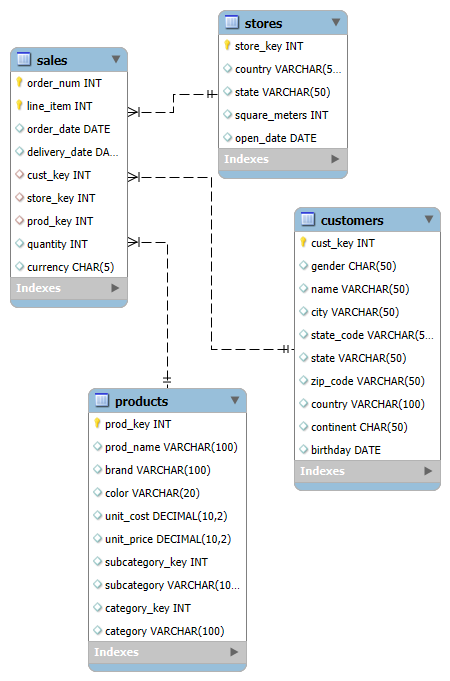 sales
order_num INT
line_item INT
order_date DATE
delivery_date DA...
cust_key INT
store_key INT
prod_key INT
quantity INT
currency CHAR(5)
Indexes
stores
store_key INT
country VARCHAR(5...
state VARCHAR(50)
square_meters INT
open_date DATE
Indexes
customers
cust_key INT
gender CHAR(50)
name VARCHAR(50)
city VARCHAR(50)
state_code VARCHAR(5...
state VARCHAR(50)
zip_code VARCHAR(50)
country VARCHAR(100)
continent CHAR(50)
birthday DATE
Indexes
products
prod_key INT
prod_name VARCHAR(100)
brand VARCHAR(100)
color VARCHAR(20)
unit_cost DECIMAL(10,2)
unit_price DECIMAL(10,2)
subcategory_key INT
subcategory VARCHAR(10...
category_key INT
category VARCHAR(100)
Indexes